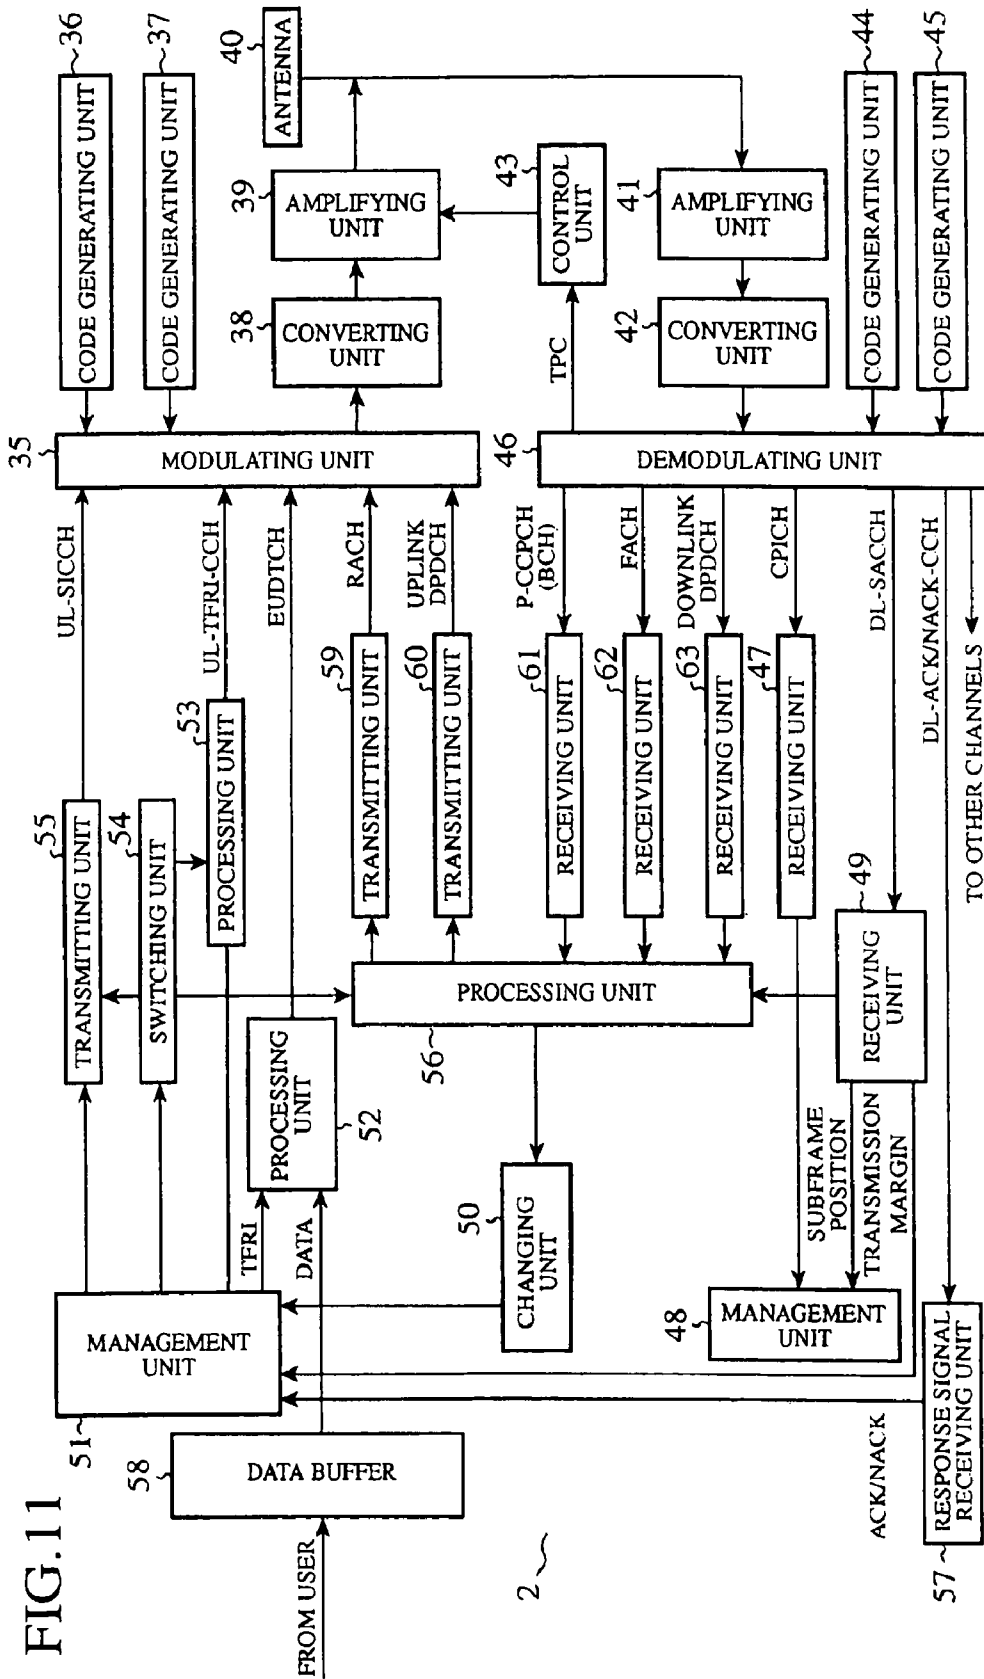 FIG.11
FROM USER
58
DATA BUFFER
51
MANAGEMENT
UNIT
TFRI
DATA
55
TRANSMITTING UNIT
54
SWITCHING UNIT
53
PROCESSING UNIT
PROCESSING
UNIT
52
UL-SICCH
UL-TFRI-CCH
EUDTCH
35
MODULATING UNIT
CODE GENERATING UNIT
36
CODE GENERATING UNIT
37
38
CONVERTING
UNIT
39
AMPLIFYING
UNIT
40
ANTENNA
59
TRANSMITTING UNIT
RACH
60
TRANSMITTING UNIT
UPLINK
DPDCH
PROCESSING UNIT
56
61
RECEIVING UNIT
P-CCPCH
(BCH)
62
RECEIVING UNIT
FACH
63
RECEIVING UNIT
DOWNLINK
DPDCH
47
RECEIVING UNIT
CPICH
46
DEMODULATING UNIT
TPC
43
CONTROL
UNIT
41
AMPLIFYING
UNIT
42
CONVERTING
UNIT
CODE GENERATING UNIT
44
CODE GENERATING UNIT
45
50
CHANGING
UNIT
48
MANAGEMENT
UNIT
SUBFRAME
POSITION
TRANSMISSION
MARGIN
49
RECEIVING
UNIT
DL-SACCH
DL-ACK/NACK-CCH
TO OTHER CHANNELS
ACK/NACK
57
RESPONSE SIGNAL
RECEIVING UNIT
2